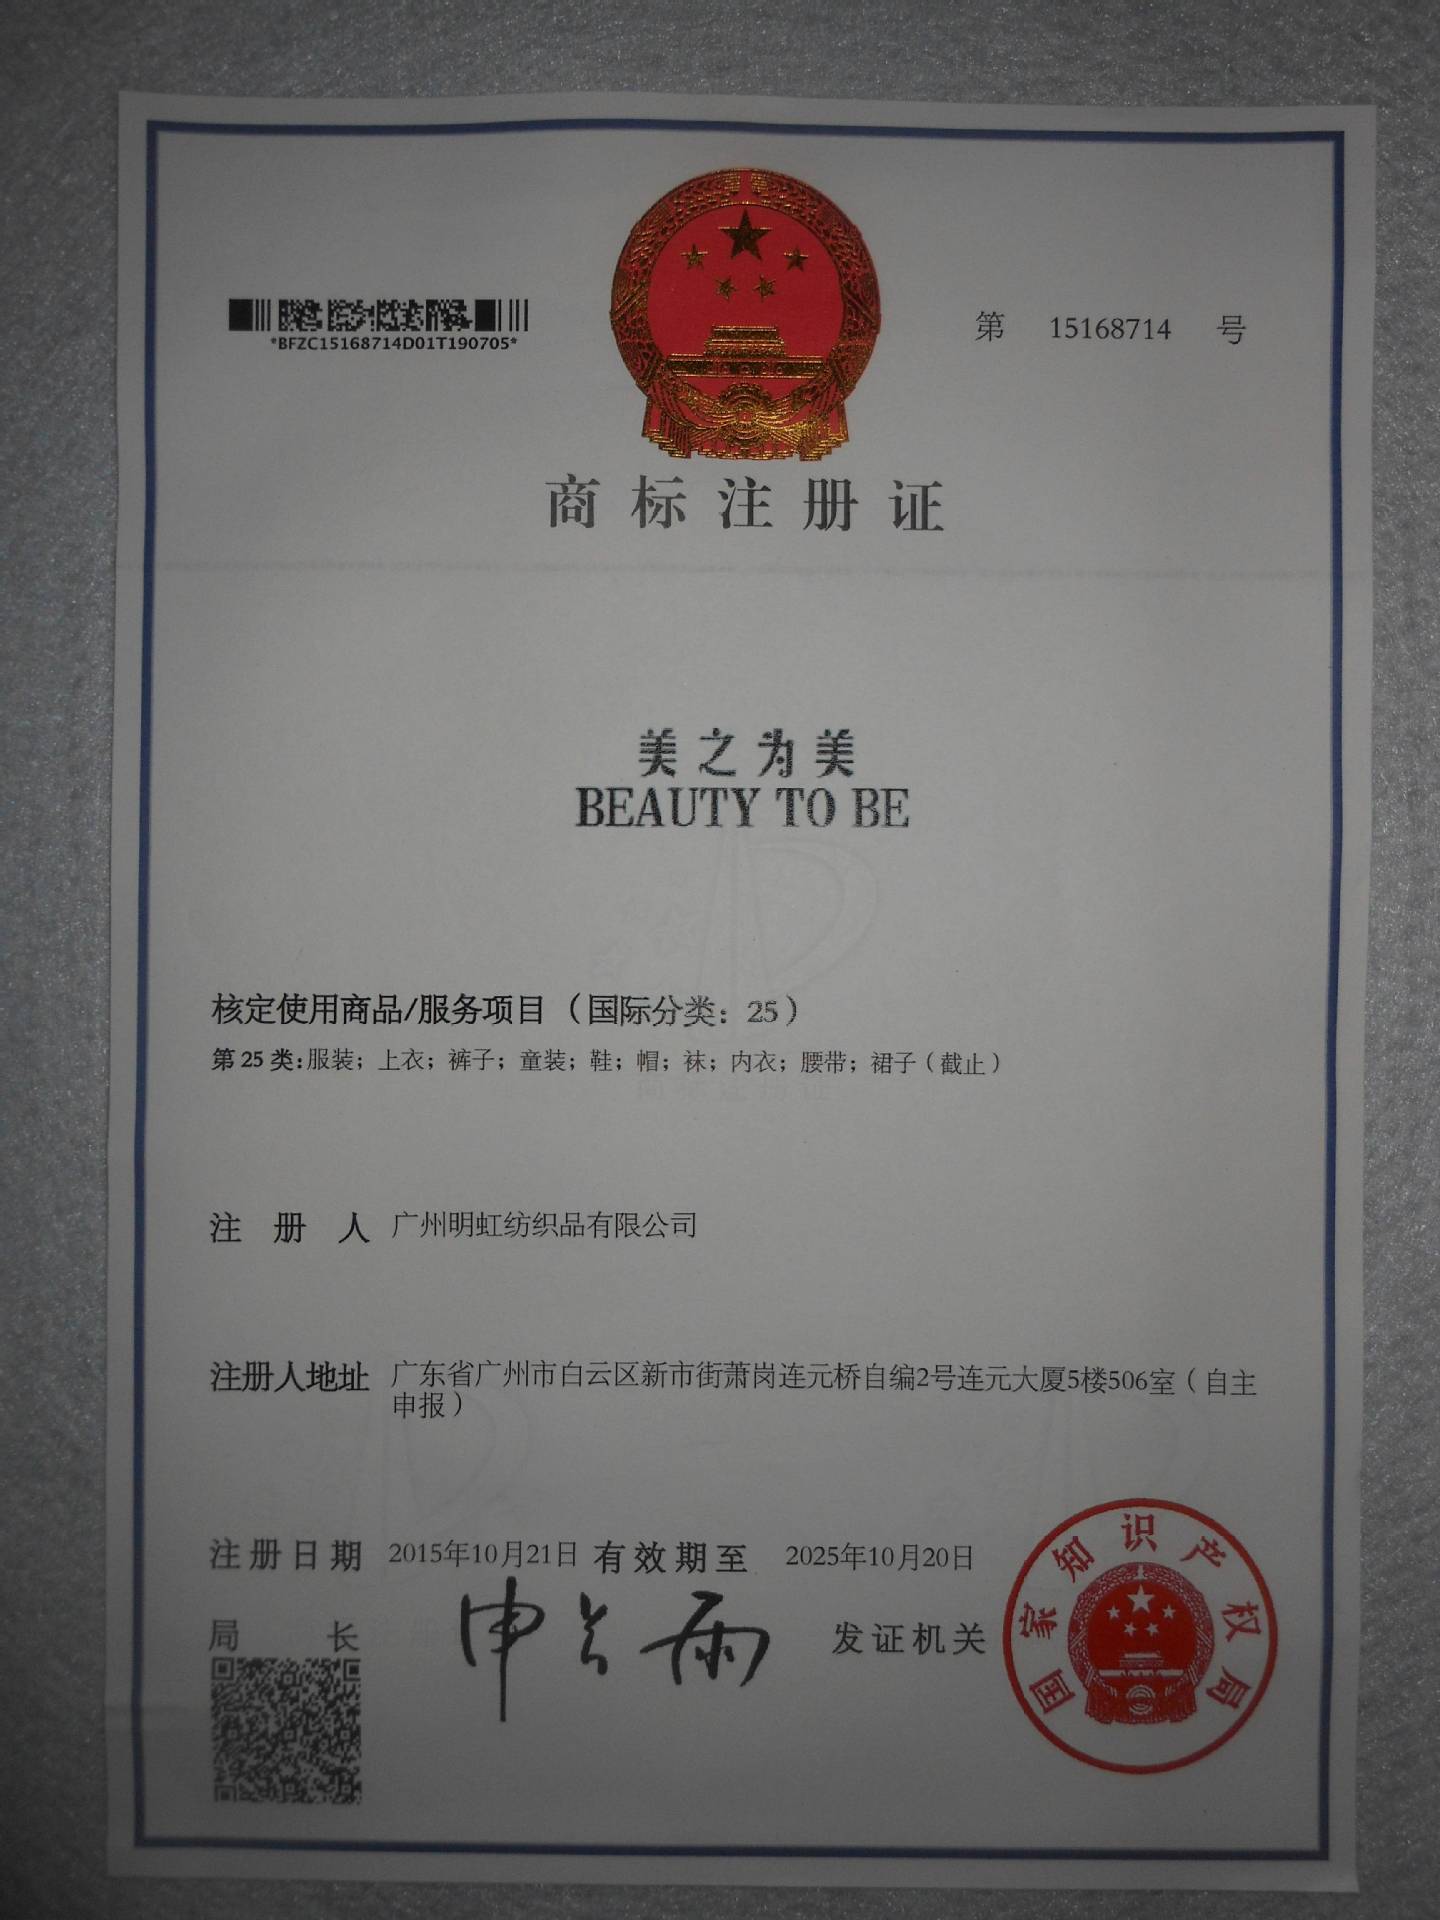 *BFZC15168714D01T190705*
第 15168714 号
商标注册证
美之为美
BEAUTY TO BE
核定使用商品/服务项目（国际分类：25）
第25类:服装；上衣；裤子；童装；鞋；帽；袜；内衣；腰带；裙子（截止）
注册人 广州明虹纺织品有限公司
注册人地址 广东省广州市白云区新市街萧岗连元桥自编2号连元大厦5楼506室（自主
申报）
注册日期 2015年10月21日 有效期至 2025年10月20日
局长 申长雨 发证机关
国家知识产权局